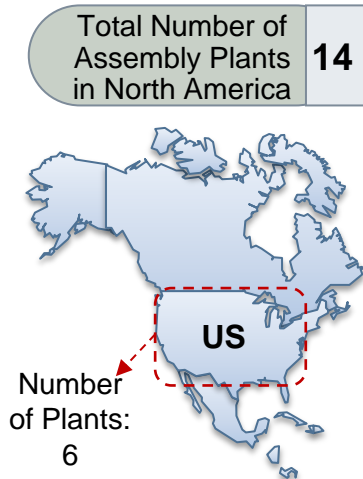 Total Number of
Assembly Plants
in North America
14
US
Number
of Plants:
6